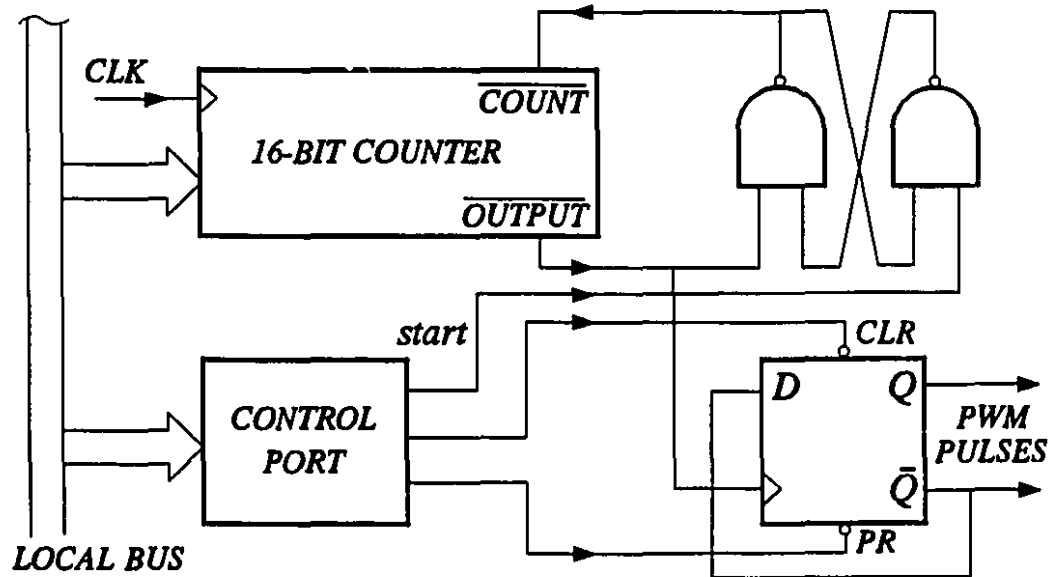 CLK
COUNT
16-BIT COUNTER
OUTPUT
start
CLR
D
Q
CONTROL
PORT
PWM
PULSES
Q̄
PR
LOCAL BUS